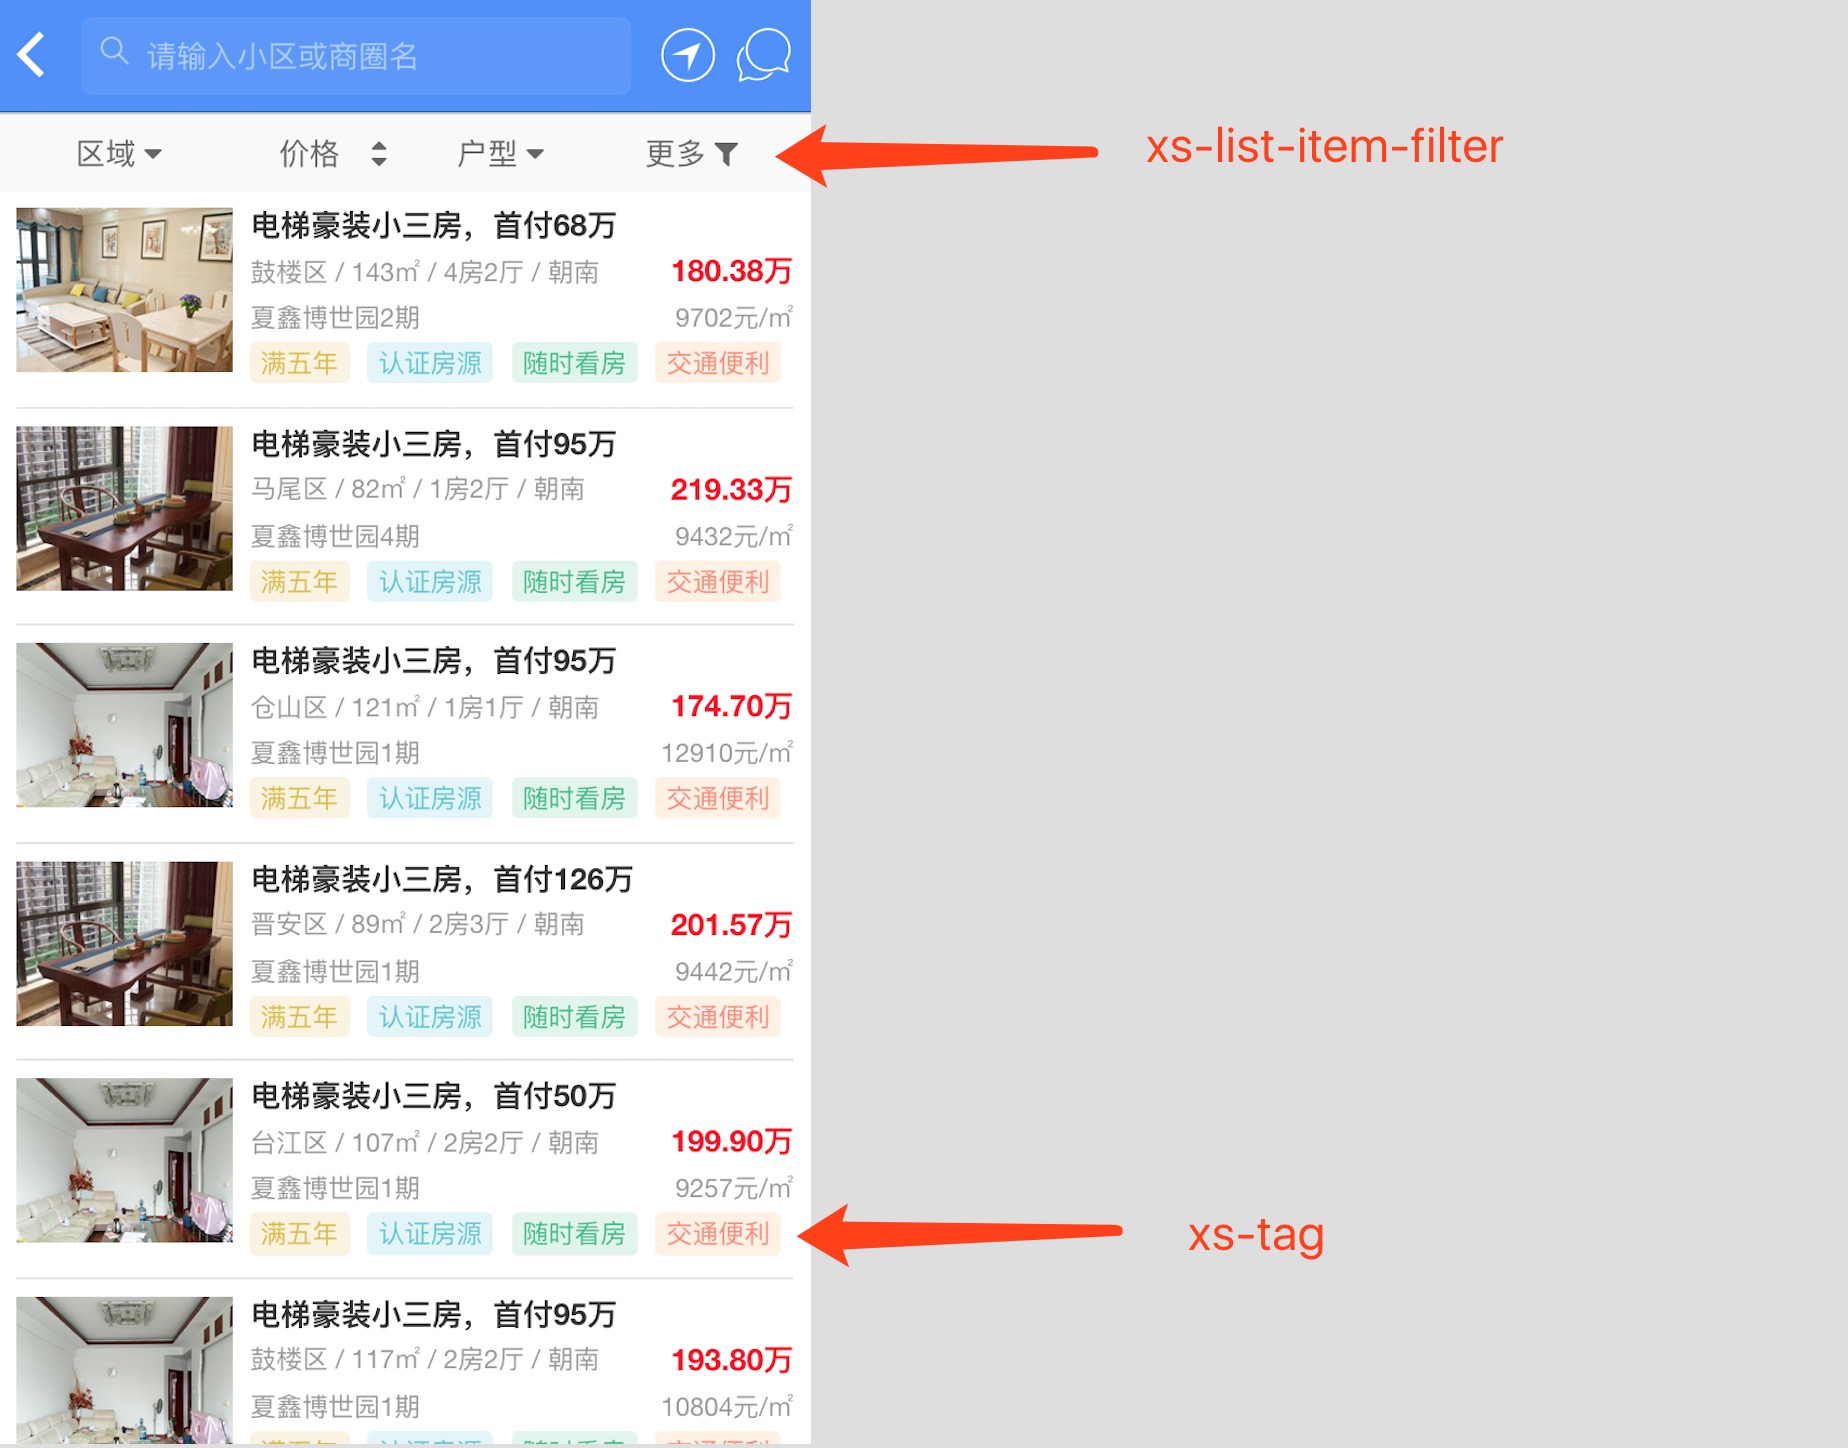 请输入小区或商圈名
区域 价格 户型 更多
xs-list-item-filter
电梯豪装小三房，首付68万
鼓楼区 / 143㎡ / 4房2厅 / 朝南 180.38万
夏鑫博世园2期 9702元/㎡
满五年 认证房源 随时看房 交通便利
电梯豪装小三房，首付95万
马尾区 / 82㎡ / 1房2厅 / 朝南 219.33万
夏鑫博世园4期 9432元/㎡
满五年 认证房源 随时看房 交通便利
电梯豪装小三房，首付95万
仓山区 / 121㎡ / 1房1厅 / 朝南 174.70万
夏鑫博世园1期 12910元/㎡
满五年 认证房源 随时看房 交通便利
电梯豪装小三房，首付126万
晋安区 / 89㎡ / 2房3厅 / 朝南 201.57万
夏鑫博世园1期 9442元/㎡
满五年 认证房源 随时看房 交通便利
电梯豪装小三房，首付50万
台江区 / 107㎡ / 2房2厅 / 朝南 199.90万
夏鑫博世园1期 9257元/㎡
满五年 认证房源 随时看房 交通便利
xs-tag
电梯豪装小三房，首付95万
鼓楼区 / 117㎡ / 2房2厅 / 朝南 193.80万
夏鑫博世园1期 10804元/㎡